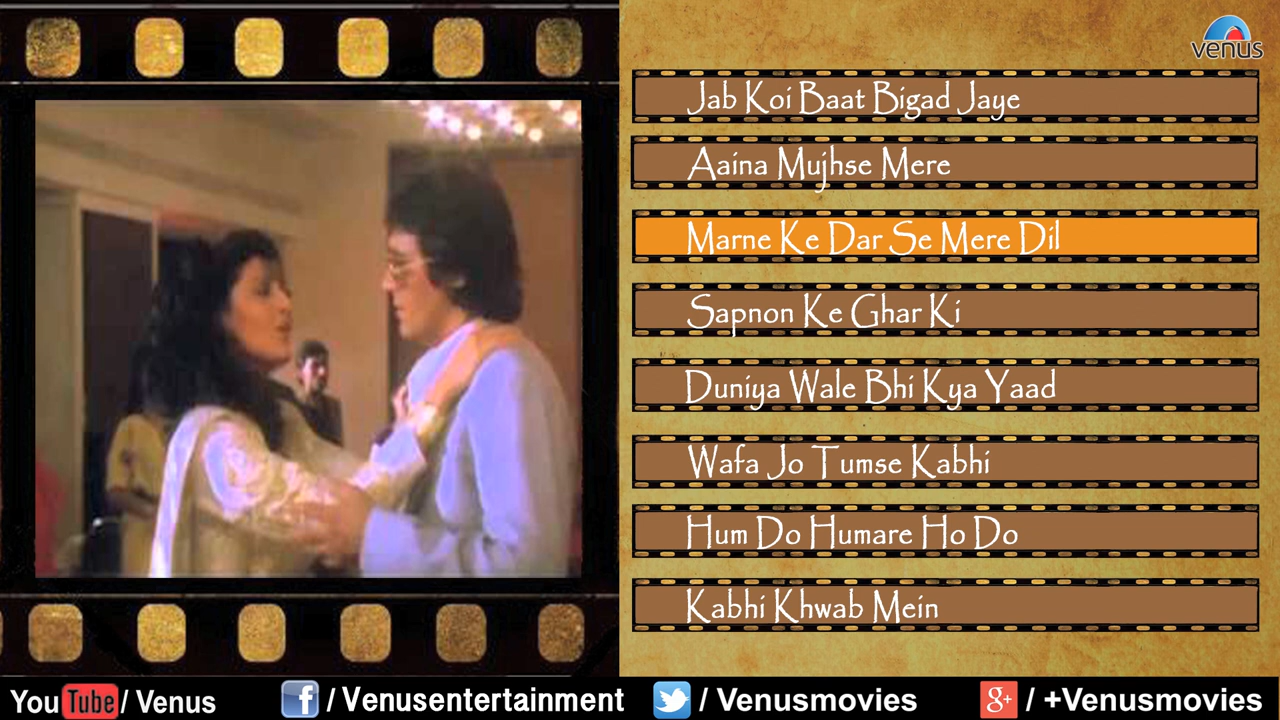 venus
Jab Koi Baat Bigad Jaye
Aaina Mujhse Mere
Marne Ke Dar Se Mere Dil
Sapnon Ke Ghar Ki
Duniya Wale Bhi Kya Yaad
Wafa Jo Tumse Kabhi
Hum Do Humare Ho Do
Kabhi Khwab Mein
You Tube / Venus f / Venusentertainment / Venusmovies g+ / +Venusmovies